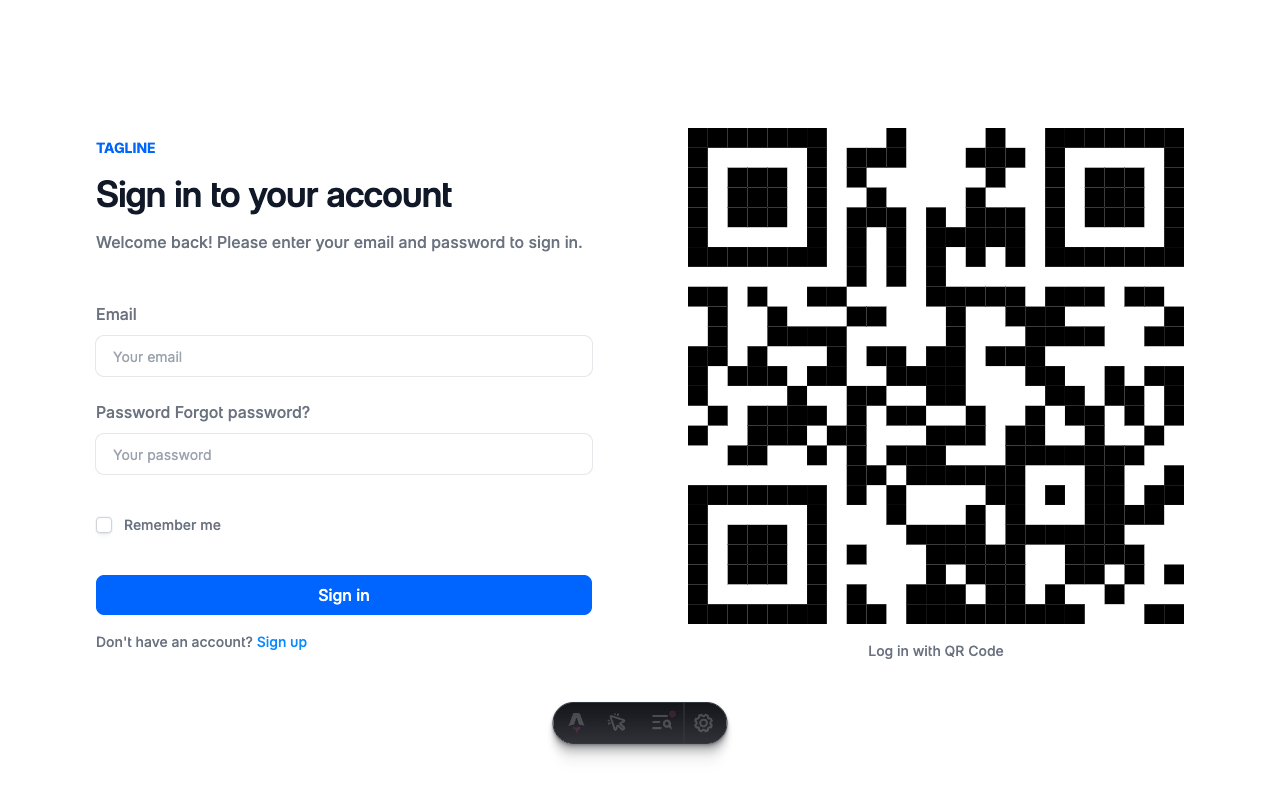 TAGLINE
Sign in to your account
Welcome back! Please enter your email and password to sign in.
Email
Your email
Password Forgot password?
Your password
Remember me
Sign in
Don't have an account? Sign up
Log in with QR Code